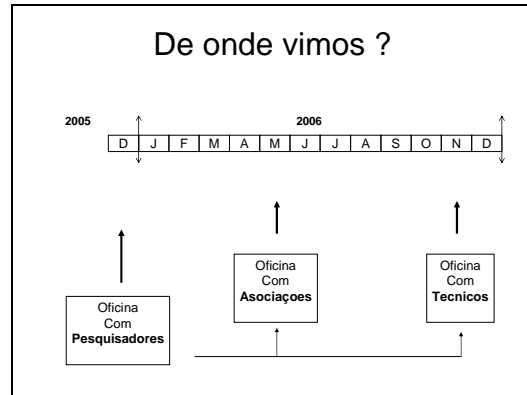 De onde vimos ?
2005 2006
D J F M A M J J A S O N D
Oficina
Com
Pesquisadores
Oficina
Com
Asociaçoes
Oficina
Com
Tecnicos